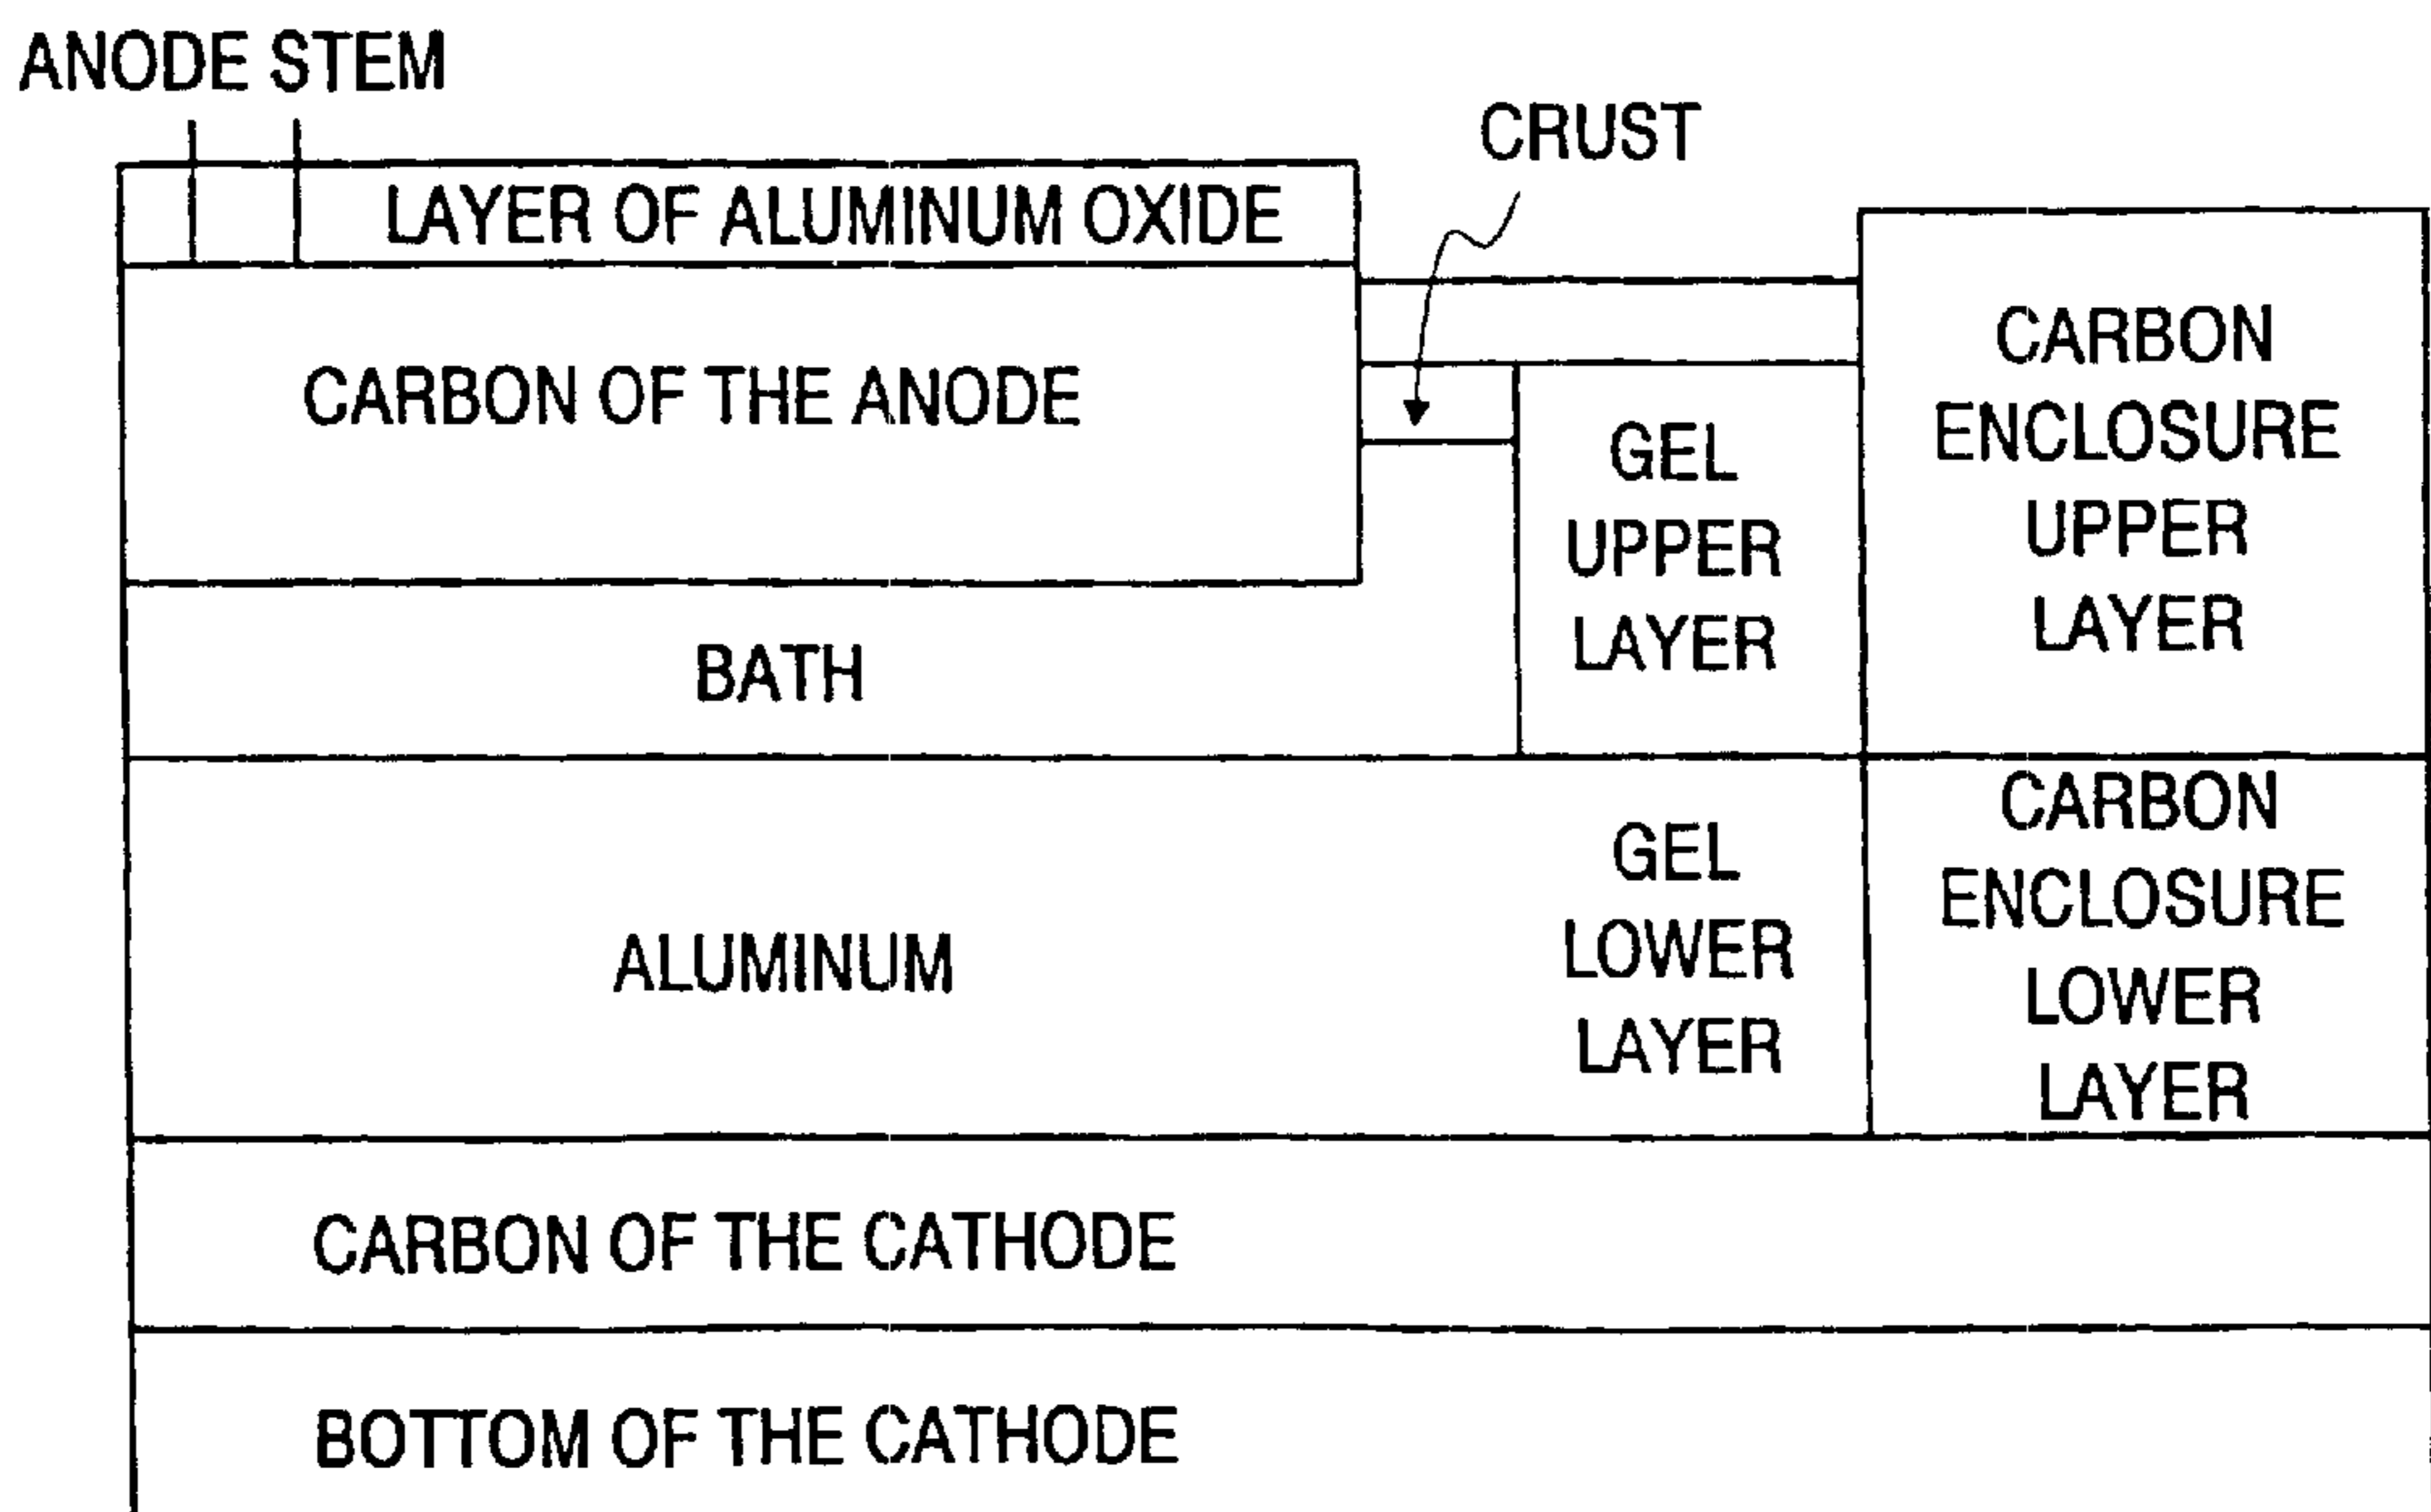 ANODE STEM
CRUST
LAYER OF ALUMINUM OXIDE
CARBON OF THE ANODE
GEL
UPPER
LAYER
CARBON
ENCLOSURE
UPPER
LAYER
BATH
ALUMINUM
GEL
LOWER
LAYER
CARBON
ENCLOSURE
LOWER
LAYER
CARBON OF THE CATHODE
BOTTOM OF THE CATHODE